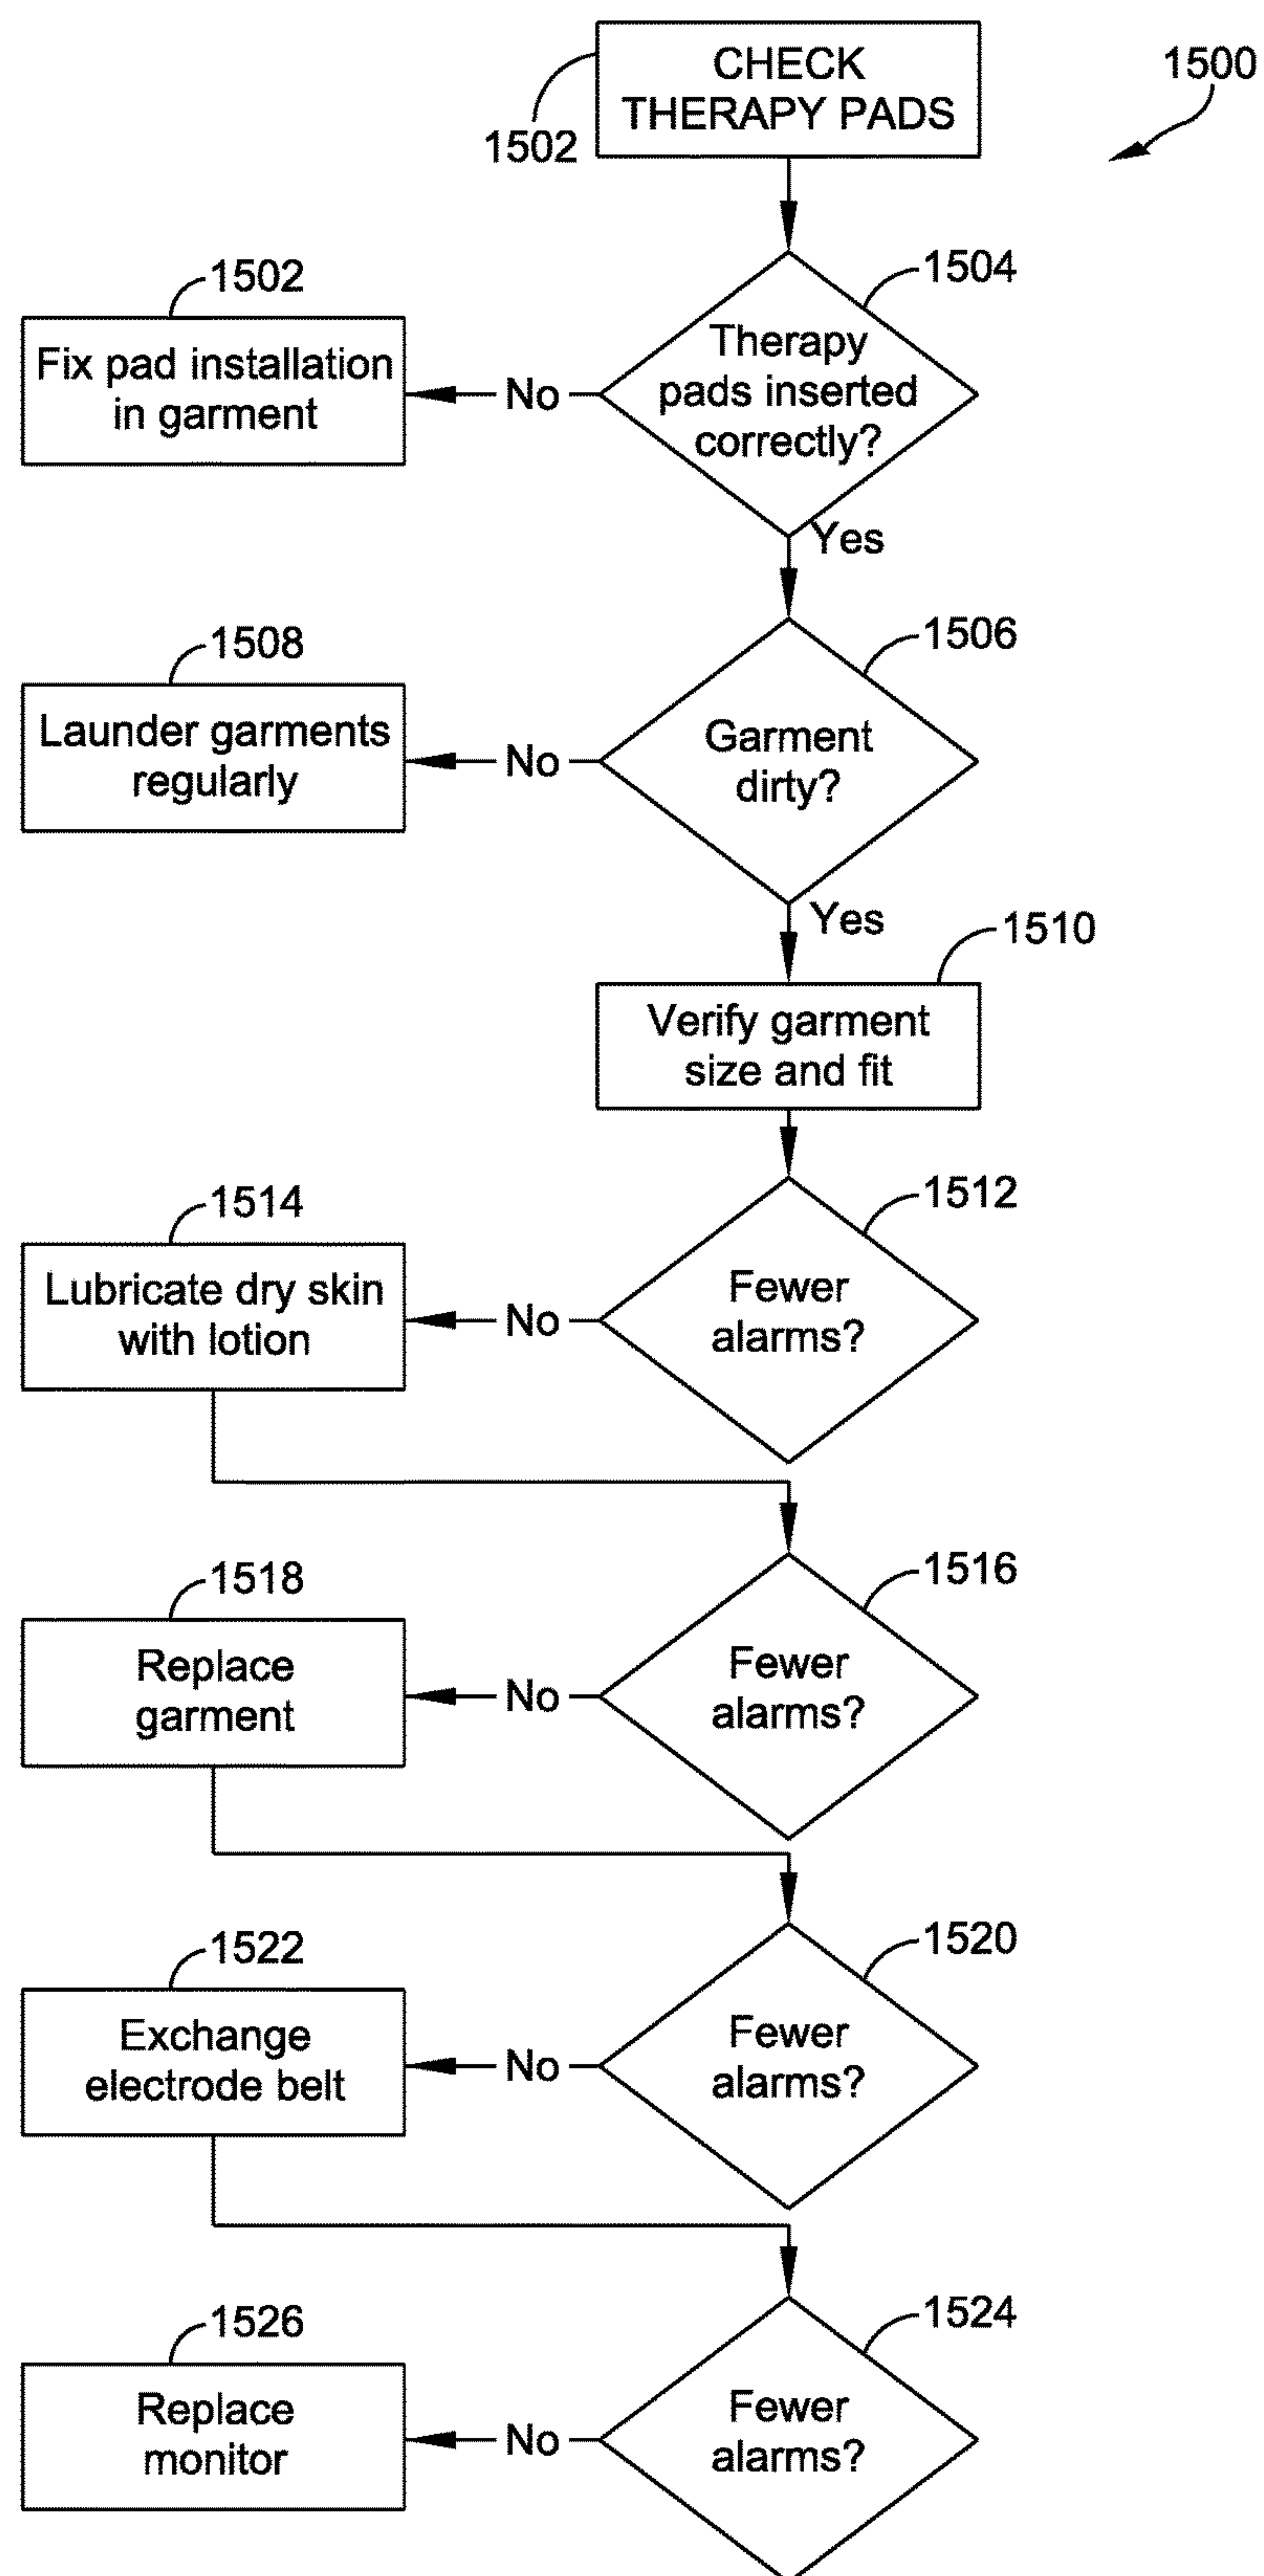 CHECK
THERAPY PADS
1500
1502
1502
1504
Fix pad installation
in garment
No
Therapy
pads inserted
correctly?
Yes
1508
1506
Launder garments
regularly
No
Garment
dirty?
Yes
1510
Verify garment
size and fit
1514
1512
Lubricate dry skin
with lotion
No
Fewer
alarms?
1518
1516
Replace
garment
No
Fewer
alarms?
1522
1520
Exchange
electrode belt
No
Fewer
alarms?
1526
1524
Replace
monitor
No
Fewer
alarms?